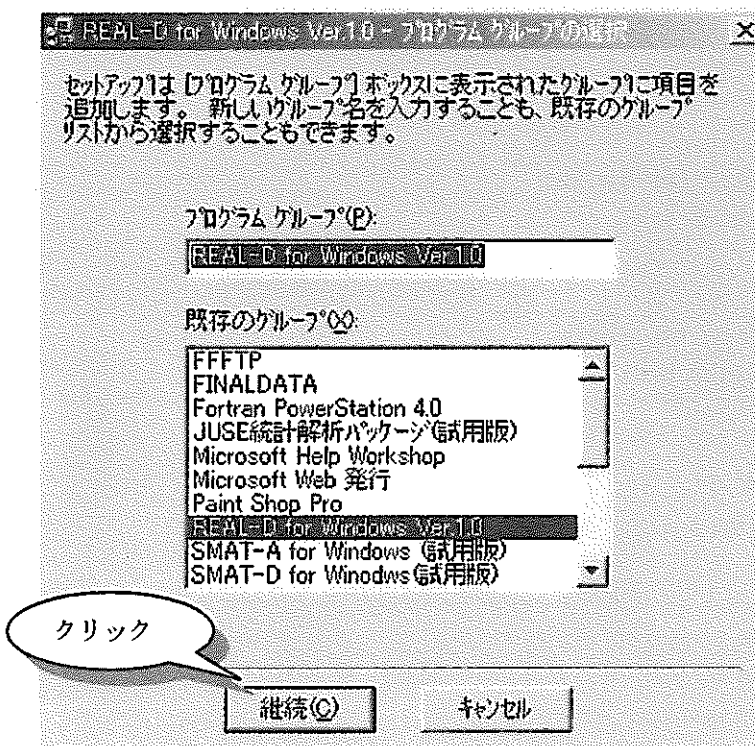 REAL-D for Windows Ver.1.0 - プログラム グループの選択
セットアップは [プログラム グループ] ボックスに表示されたグループに項目を
追加します。 新しいグループ名を入力することも、既存のグループ
リストから選択することもできます。
プログラム グループ(P):
REAL-D for Windows Ver.1.0
既存のグループ(X):
FFFTP
FINALDATA
Fortran PowerStation 4.0
JUSE統計解析パッケージ(試用版)
Microsoft Help Workshop
Microsoft Web 発行
Paint Shop Pro
REAL-D for Windows Ver.1.0
SMAT-A for Windows (試用版)
SMAT-D for Winodws(試用版)
クリック
継続(C)
キャンセル